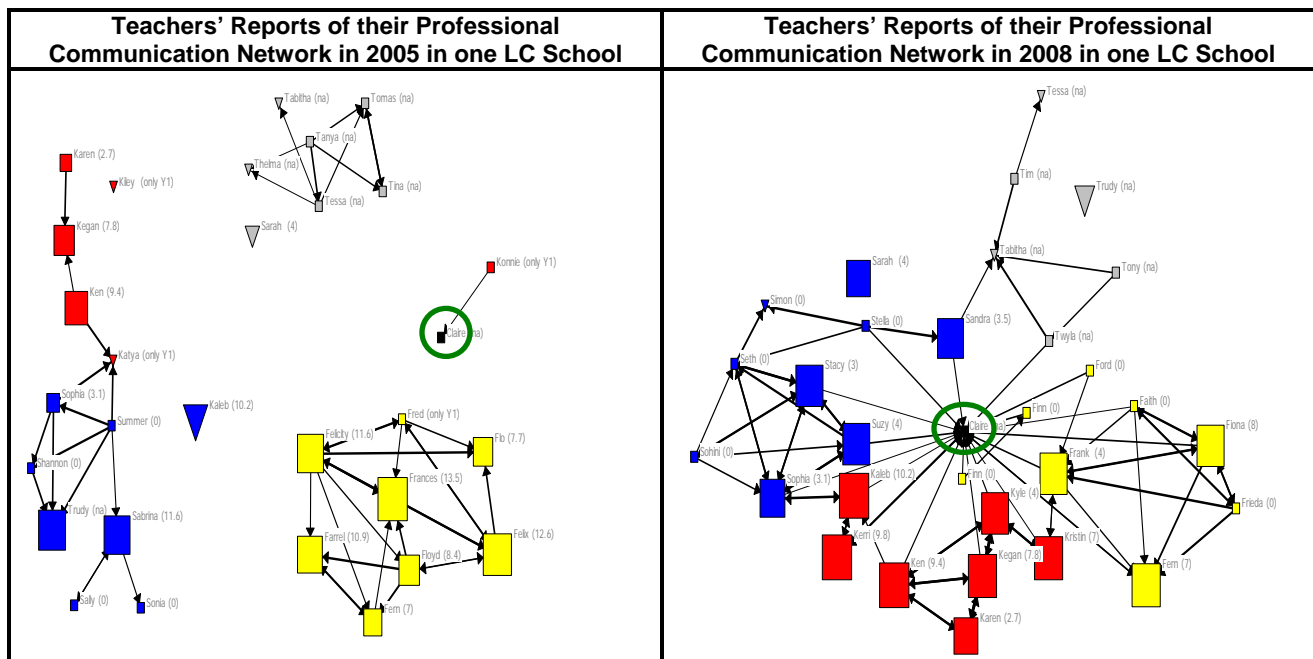 Teachers' Reports of their Professional
Communication Network in 2005 in one LC School
Teachers' Reports of their Professional
Communication Network in 2008 in one LC School
Tabitha (na)
Tomas (na)
Tanya (na)
Karen (2.7)
Thelma (na)
Kiley (only Y1)
Tina (na)
Tessa (na)
Kegan (7.8)
Sarah (4)
Konnie (only Y1)
Ken (9.4)
Claire (na)
Katya (only Y1)
Sophia (3.1)
Kaleb (10.2)
Summer (0)
Fred (only Y1)
Felicity (11.6)
Flo (7.7)
Shannon (0)
Frances (13.5)
Trudy (na)
Sabrina (11.6)
Farrel (10.9)
Felix (12.6)
Floyd (8.4)
Sally (0)
Sonia (0)
Fern (7)
Tessa (na)
Tim (na)
Trudy (na)
Tabitha (na)
Sarah (4)
Tony (na)
Simon (0)
Stella (0)
Sandra (3.5)
Twyla (na)
Seth (0)
Stacy (3)
Ford (0)
Finn (0)
Faith (0)
Suzy (4)
Claire (na)
Fiona (8)
Sohini (0)
Frank (4)
Sophia (3.1)
Kaleb (10.2)
Finn (0)
Kyle (4)
Frieda (0)
Kerri (9.8)
Kristin (7)
Ken (9.4)
Kegan (7.8)
Fern (7)
Karen (2.7)